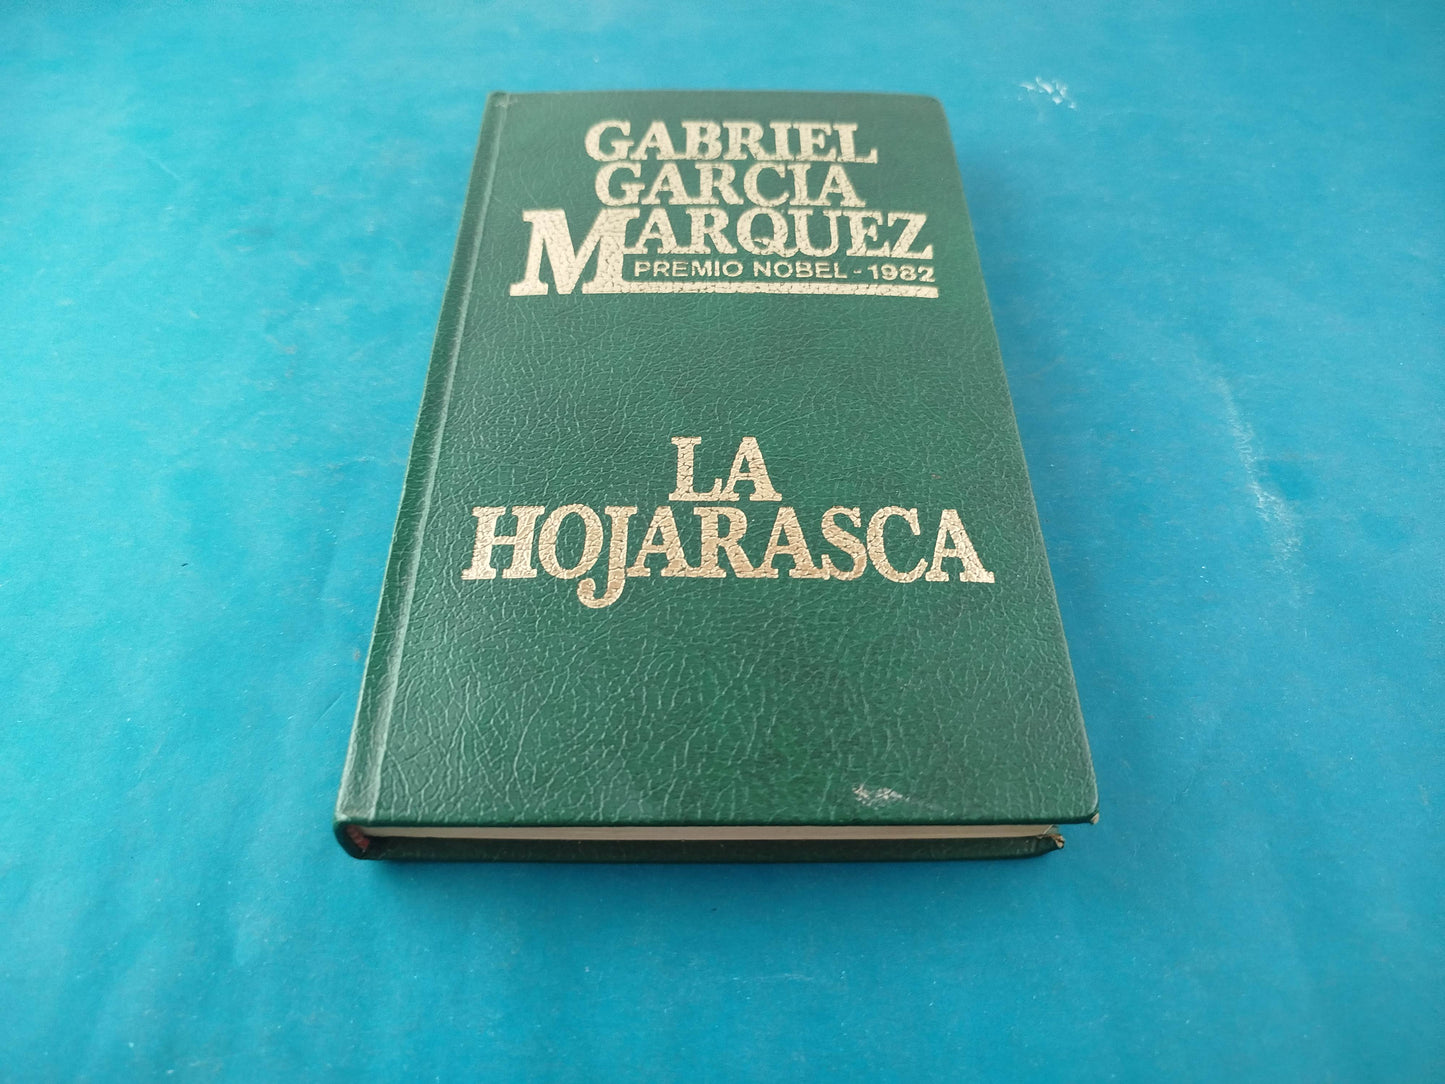 GABRIEL
GARCIA
MARQUEZ
PREMIO NOBEL - 1982
LA
HOJARASCA